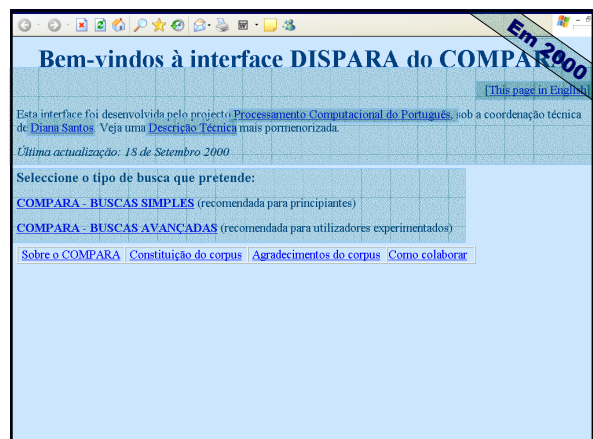 Em 2000
Bem-vindos à interface DISPARA do COMPARA
[This page in English]
Esta interface foi desenvolvida pelo projecto Processamento Computacional do Português, sob a coordenação técnica
de Diana Santos. Veja uma Descrição Técnica mais pormenorizada.
Última actualização: 18 de Setembro 2000
Seleccione o tipo de busca que pretende:
COMPARA - BUSCAS SIMPLES (recomendada para principiantes)
COMPARA - BUSCAS AVANÇADAS (recomendada para utilizadores experimentados)
Sobre o COMPARA Constituição do corpus Agradecimentos do corpus Como colaborar